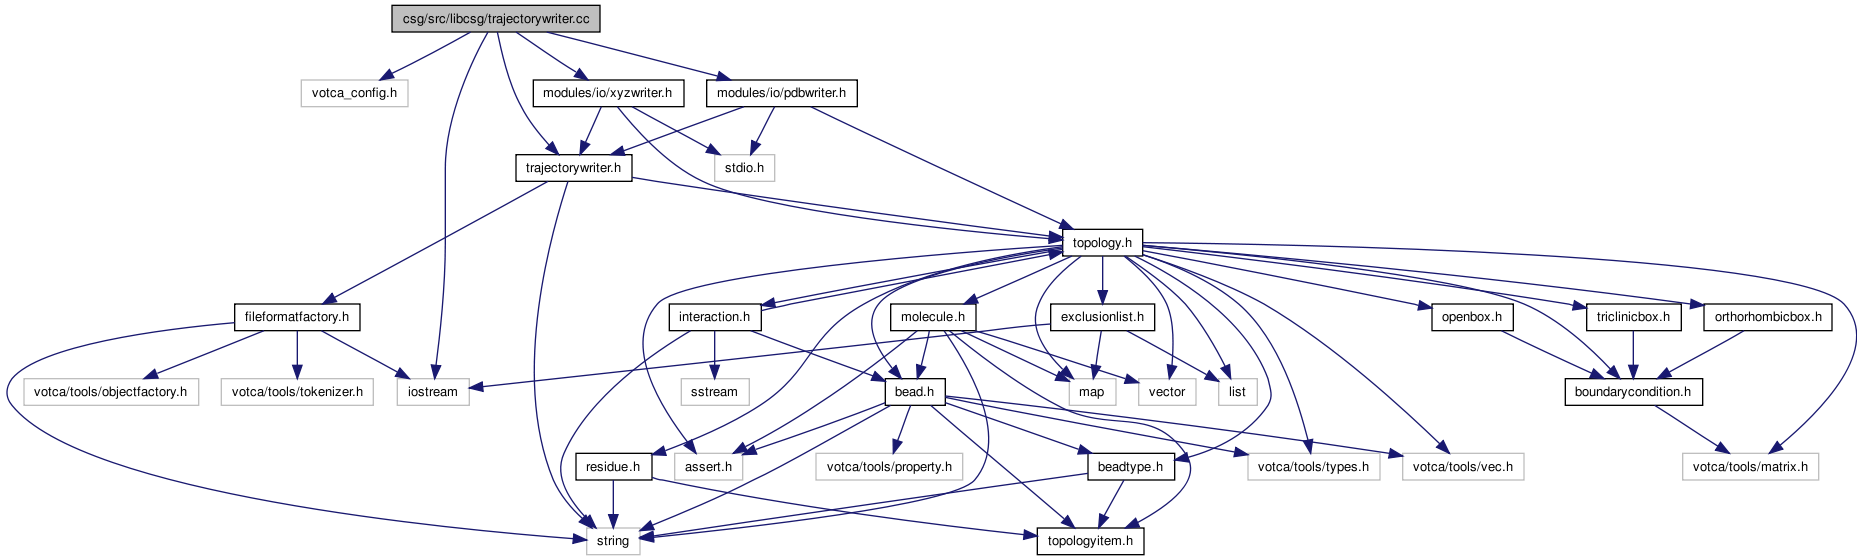 csg/src/libcsg/trajectorywriter.cc
votca_config.h
modules/io/xyzwriter.h
modules/io/pdbwriter.h
trajectorywriter.h
stdio.h
topology.h
fileformatfactory.h
interaction.h
molecule.h
exclusionlist.h
openbox.h
triclinicbox.h
orthorhombicbox.h
votca/tools/objectfactory.h
votca/tools/tokenizer.h
iostream
sstream
bead.h
map
vector
list
boundarycondition.h
residue.h
assert.h
votca/tools/property.h
beadtype.h
votca/tools/types.h
votca/tools/vec.h
votca/tools/matrix.h
string
topologyitem.h